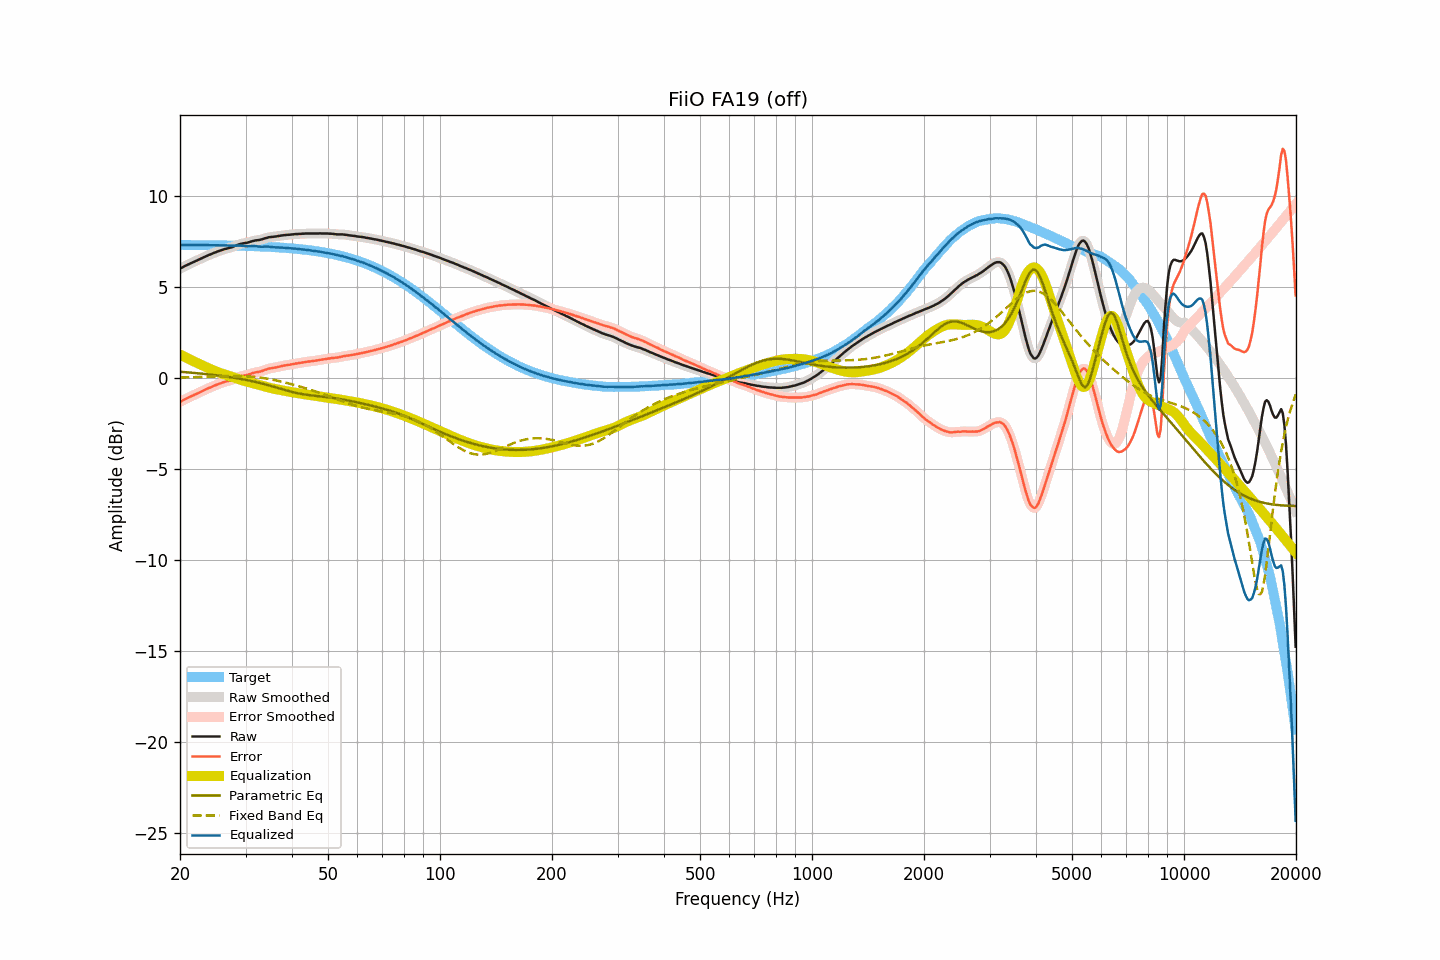 FiiO FA19 (off)
10
5
0
−5
−10
−15
−20
−25
Amplitude (dBr)
Target
Raw Smoothed
Error Smoothed
Raw
Error
Equalization
Parametric Eq
Fixed Band Eq
Equalized
20 50 100 200 500 1000 2000 5000 10000 20000
Frequency (Hz)